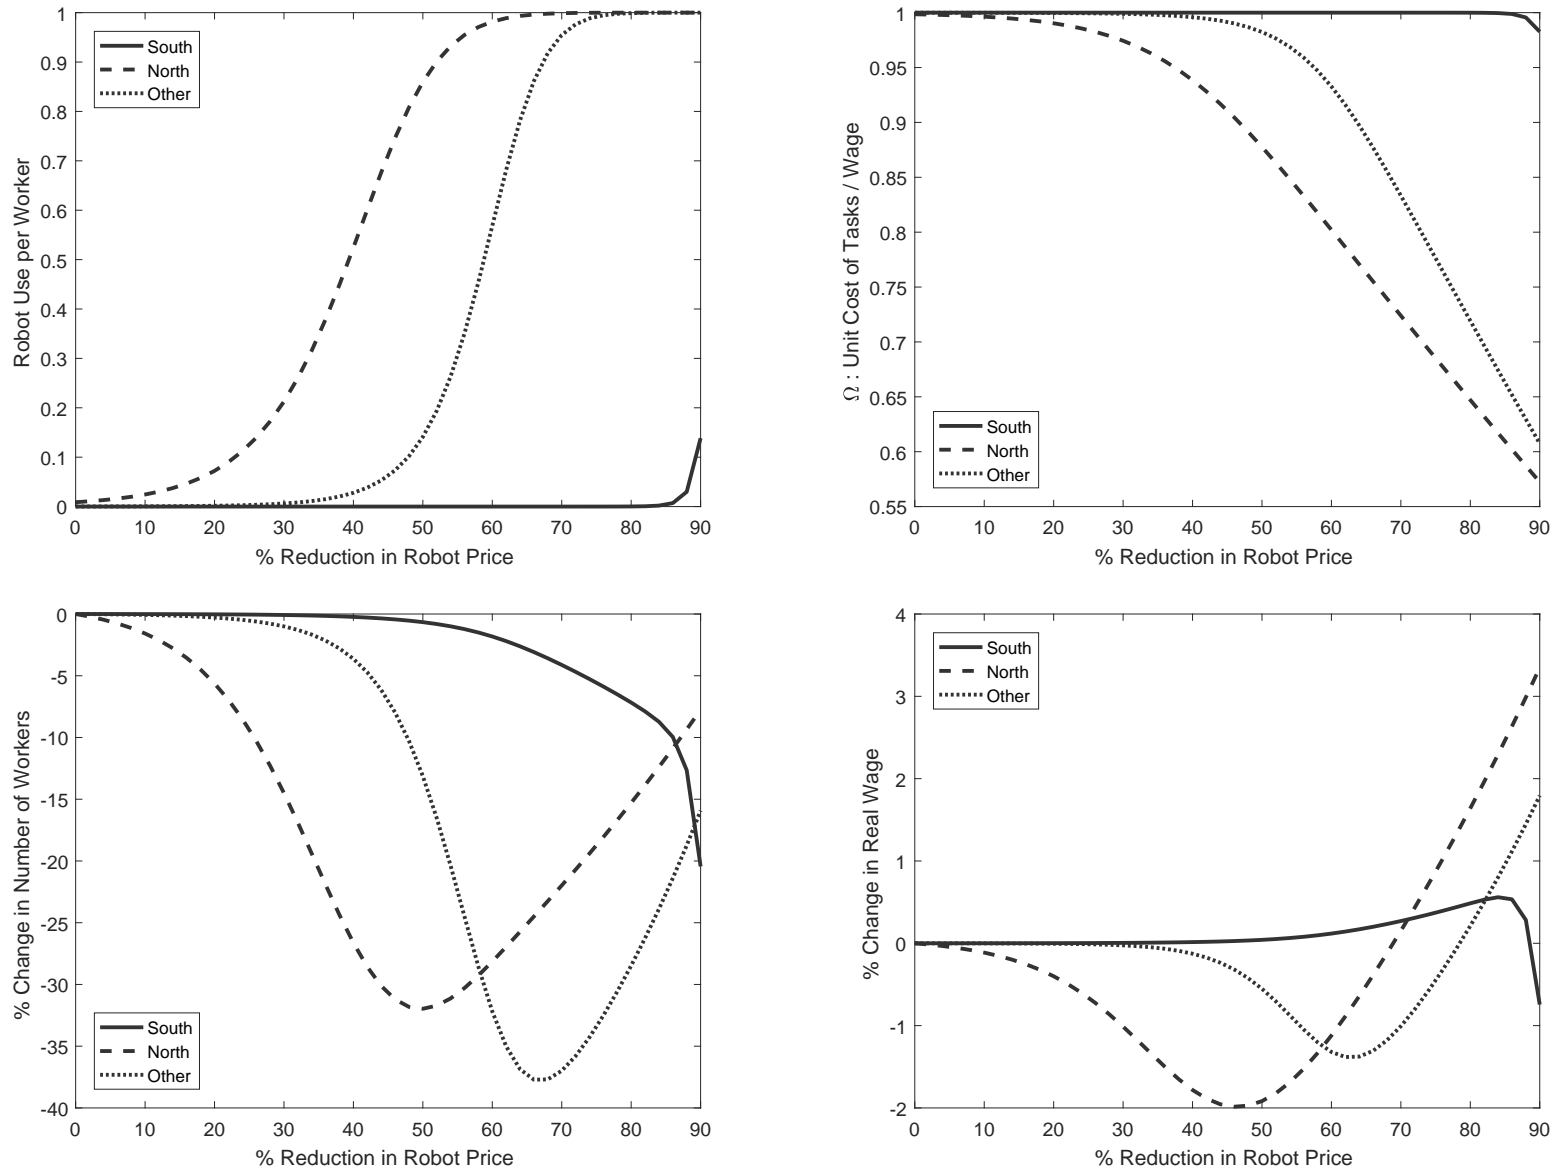 Robot Use per Worker
1
0.9
0.8
0.7
0.6
0.5
0.4
0.3
0.2
0.1
0
South
North
Other
0 10 20 30 40 50 60 70 80 90
% Reduction in Robot Price
Ω : Unit Cost of Tasks / Wage
1
0.95
0.9
0.85
0.8
0.75
0.7
0.65
0.6
0.55
South
North
Other
0 10 20 30 40 50 60 70 80 90
% Reduction in Robot Price
% Change in Number of Workers
0
-5
-10
-15
-20
-25
-30
-35
-40
South
North
Other
0 10 20 30 40 50 60 70 80 90
% Reduction in Robot Price
% Change in Real Wage
4
3
2
1
0
-1
-2
South
North
Other
0 10 20 30 40 50 60 70 80 90
% Reduction in Robot Price